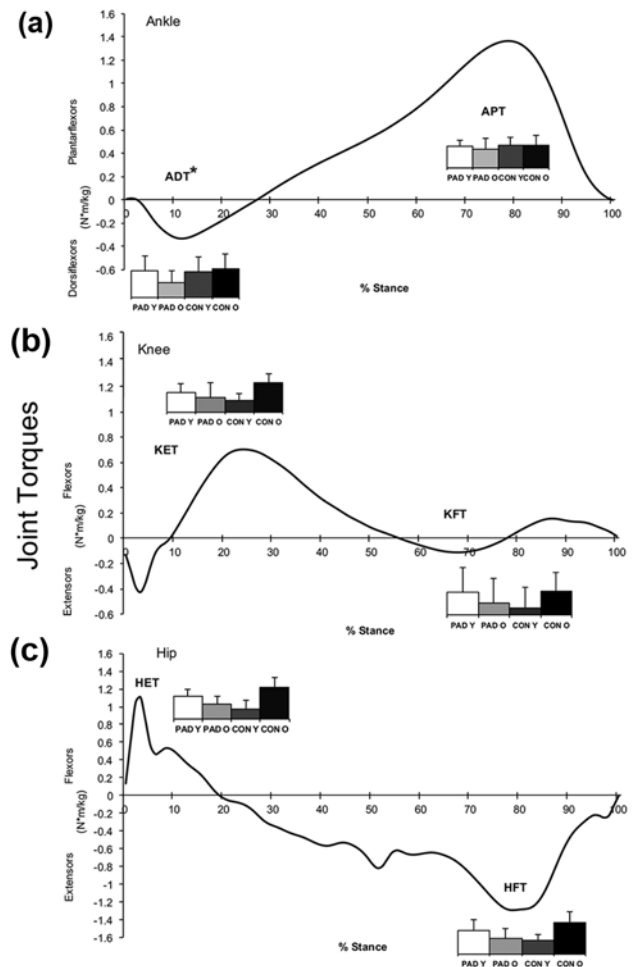 (a)
Ankle
1.6
1.4
1.2
1
0.8
0.6
0.4
0.2
0
-0.2
-0.4
-0.6
Plantarflexors
(N*m/kg)
Dorsiflexors
APT
PAD Y PAD O CON Y CON O
ADT*
0 10 20 30 40 50 60 70 80 90 100
PAD Y PAD O CON Y CON O
% Stance
(b)
Knee
1.6
1.4
1.2
1
0.8
0.6
0.4
0.2
0
-0.2
-0.4
-0.6
Flexors
(N*m/kg)
Extensors
PAD Y PAD O CON Y CON O
KET
KFT
0 10 20 30 40 50 60 70 80 90 100
PAD Y PAD O CON Y CON O
% Stance
Joint Torques
(c)
Hip
1.6
1.4
1.2
1
0.8
0.6
0.4
0.2
0
-0.2
-0.4
-0.6
-0.8
-1
-1.2
-1.4
-1.6
Flexors
(N*m/kg)
Extensors
HET
PAD Y PAD O CON Y CON O
0 10 20 30 40 50 60 70 80 90 100
HFT
PAD Y PAD O CON Y CON O
% Stance